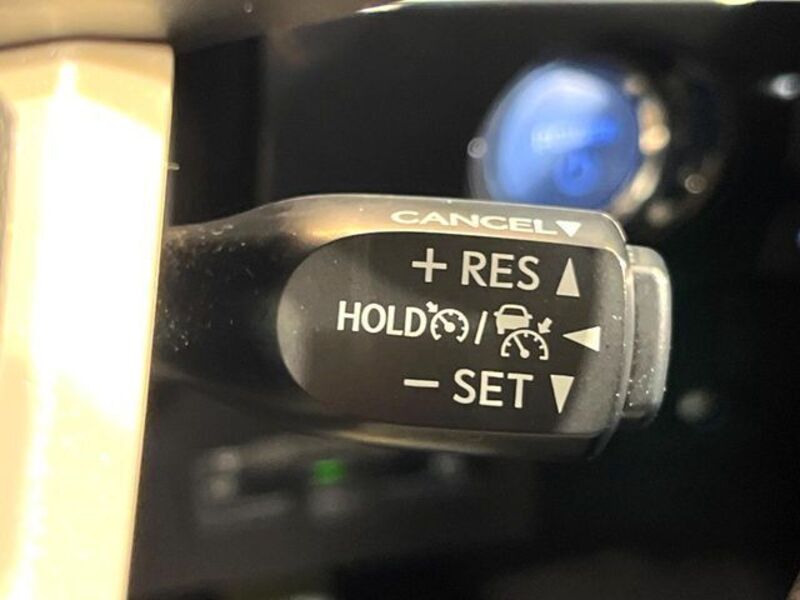 CANCEL▼
+ RES ▲
HOLD / ◀
− SET ▼